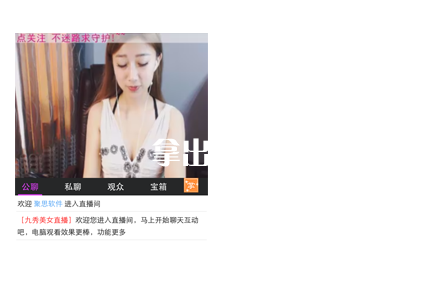 点关注 不迷路求守护!~~
拿出
公聊 私聊 观众 宝箱
欢迎 聚思软件 进入直播间
［九秀美女直播］欢迎您进入直播间，马上开始聊天互动
吧，电脑观看效果更棒，功能更多